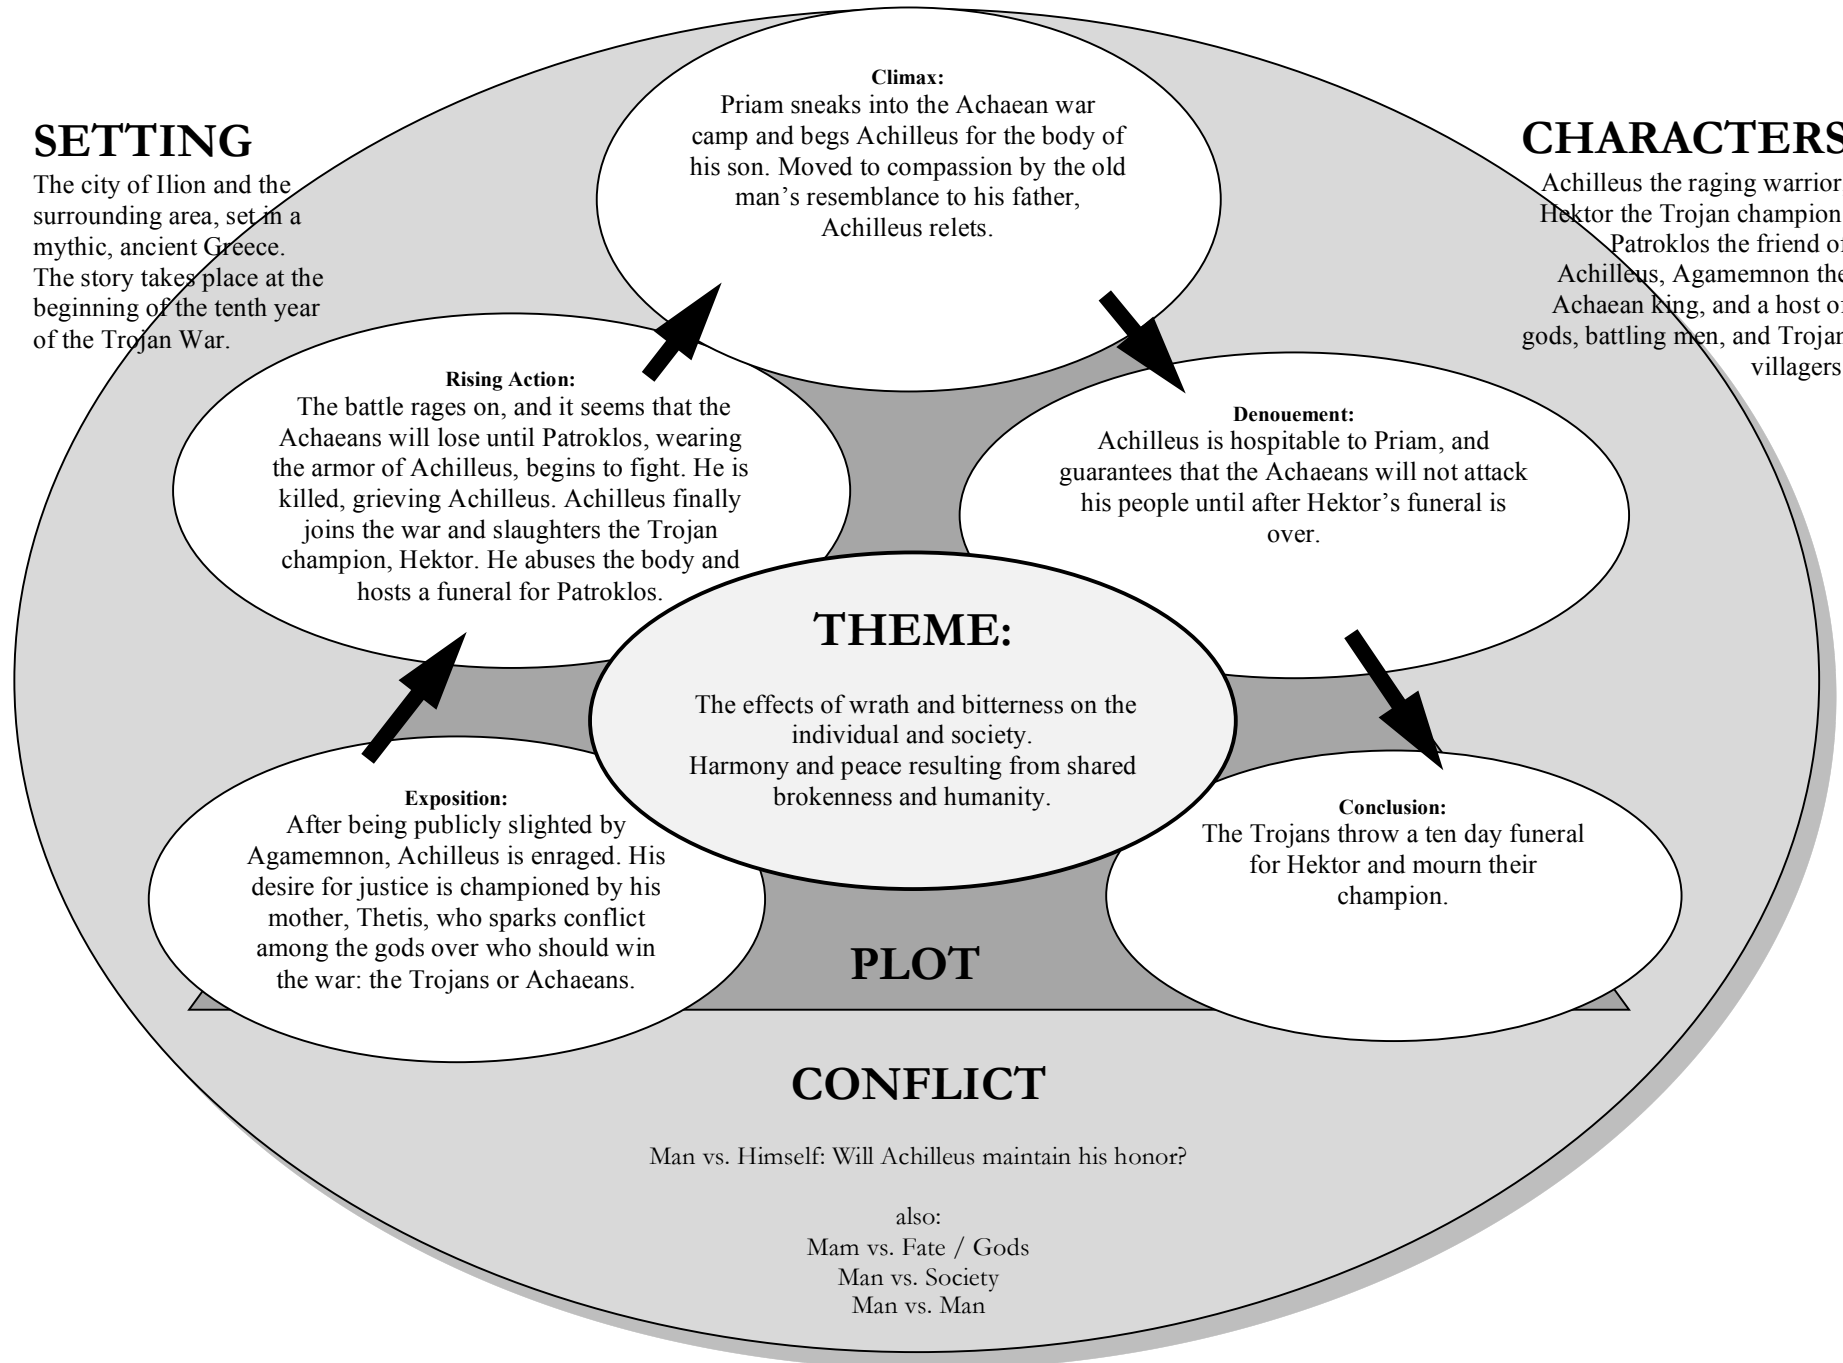 SETTING
The city of Ilion and the
surrounding area, set in a
mythic, ancient Greece.
The story takes place at the
beginning of the tenth year
of the Trojan War.
Climax:
Priam sneaks into the Achaean war
camp and begs Achilleus for the body of
his son. Moved to compassion by the old
man’s resemblance to his father,
Achilleus relets.
CHARACTERS
Achilleus the raging warrior
Hektor the Trojan champion
Patroklos the friend of
Achilleus, Agamemnon the
Achaean king, and a host of
gods, battling men, and Trojan
villagers
Rising Action:
The battle rages on, and it seems that the
Achaeans will lose until Patroklos, wearing
the armor of Achilleus, begins to fight. He is
killed, grieving Achilleus. Achilleus finally
joins the war and slaughters the Trojan
champion, Hektor. He abuses the body and
hosts a funeral for Patroklos.
Denouement:
Achilleus is hospitable to Priam, and
guarantees that the Achaeans will not attack
his people until after Hektor’s funeral is
over.
THEME:
The effects of wrath and bitterness on the
individual and society.
Harmony and peace resulting from shared
brokenness and humanity.
Exposition:
After being publicly slighted by
Agamemnon, Achilleus is enraged. His
desire for justice is championed by his
mother, Thetis, who sparks conflict
among the gods over who should win
the war: the Trojans or Achaeans.
Conclusion:
The Trojans throw a ten day funeral
for Hektor and mourn their
champion.
PLOT
CONFLICT
Man vs. Himself: Will Achilleus maintain his honor?
also:
Mam vs. Fate / Gods
Man vs. Society
Man vs. Man